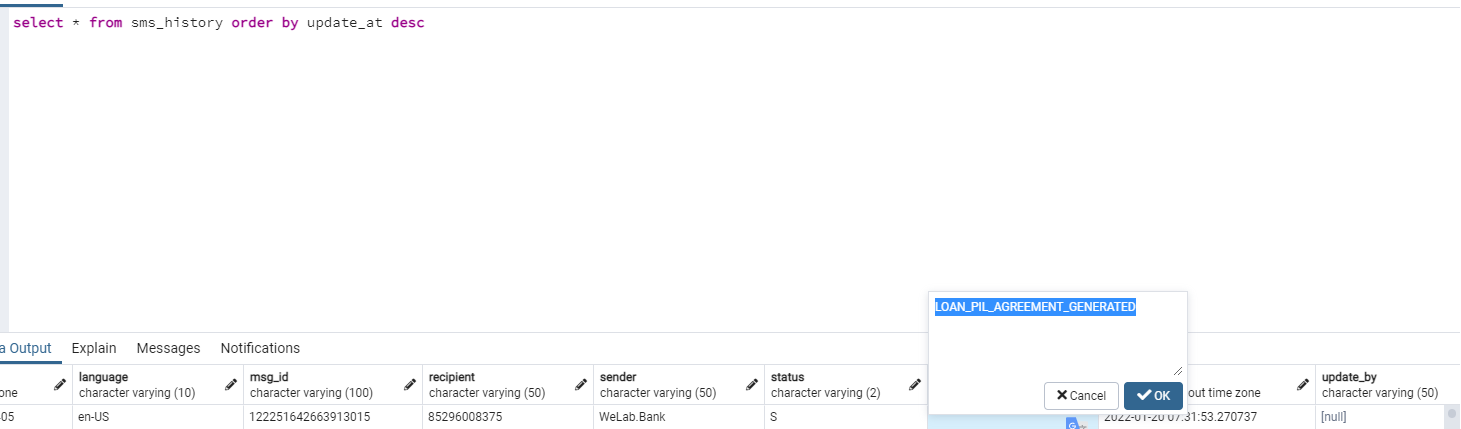 select * from sms_history order by update_at desc
LOAN_PIL_AGREEMENT_GENERATED
Cancel OK
a Output Explain Messages Notifications
language msg_id recipient sender status update_by
one character varying (10) character varying (100) character varying (50) character varying (50) character varying (2) out time zone character varying (50)
05 en-US 122251642663913015 85296008375 WeLab.Bank S 2022-01-20 07:31:53.270737 [null]